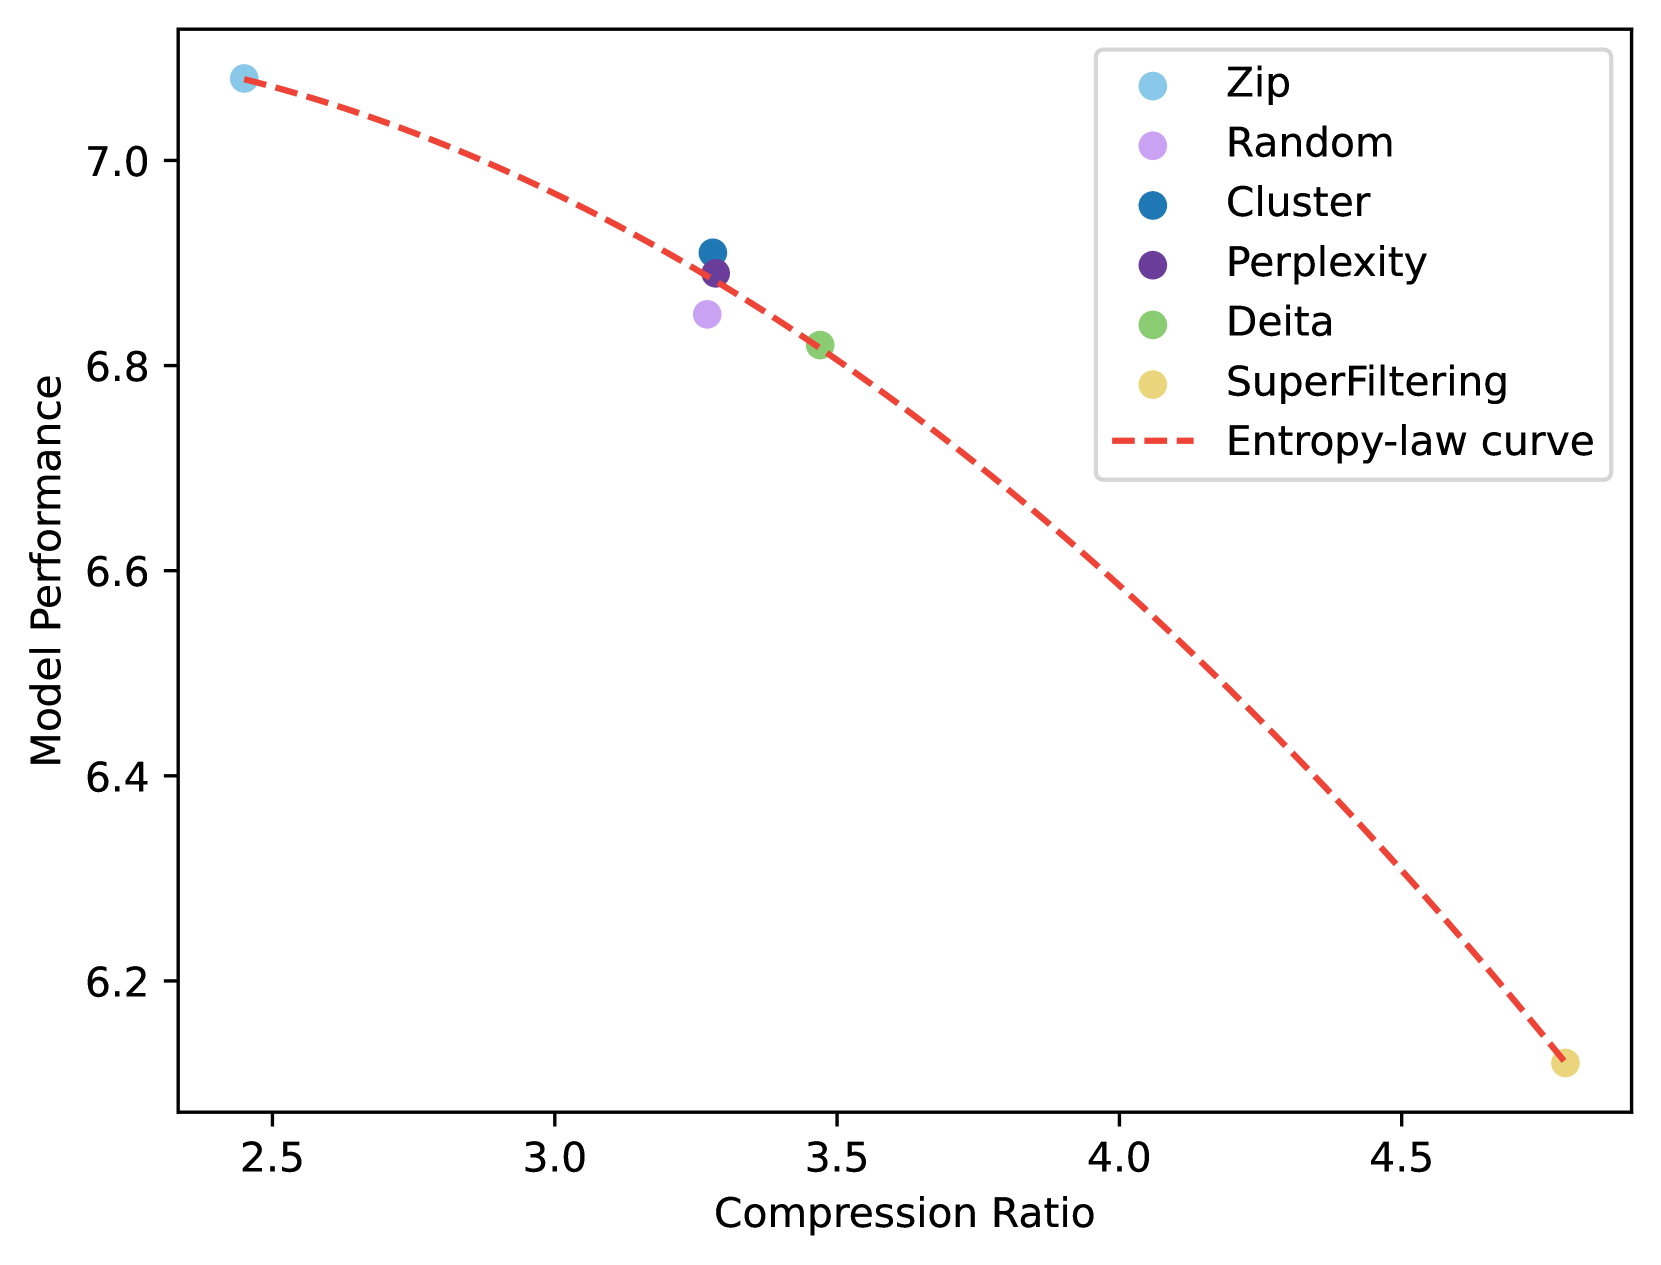 Zip
Random
Cluster
Perplexity
Deita
SuperFiltering
Entropy-law curve
Model Performance
7.0
6.8
6.6
6.4
6.2
2.5 3.0 3.5 4.0 4.5
Compression Ratio